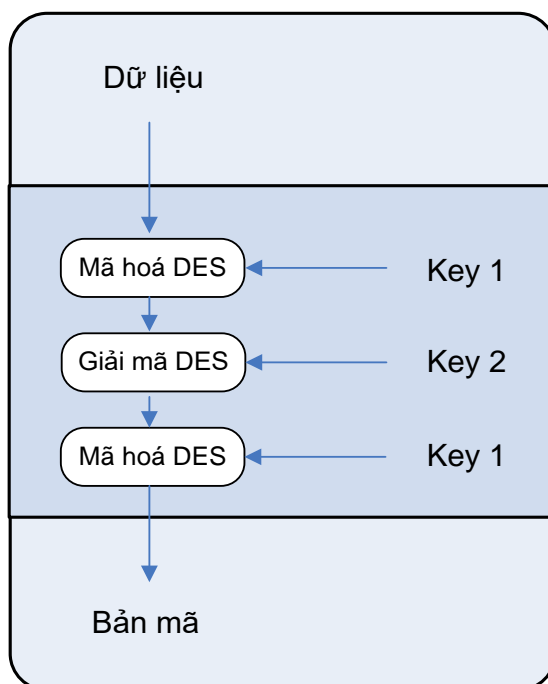 Dữ liệu
Mã hoá DES
Key 1
Giải mã DES
Key 2
Mã hoá DES
Key 1
Bản mã